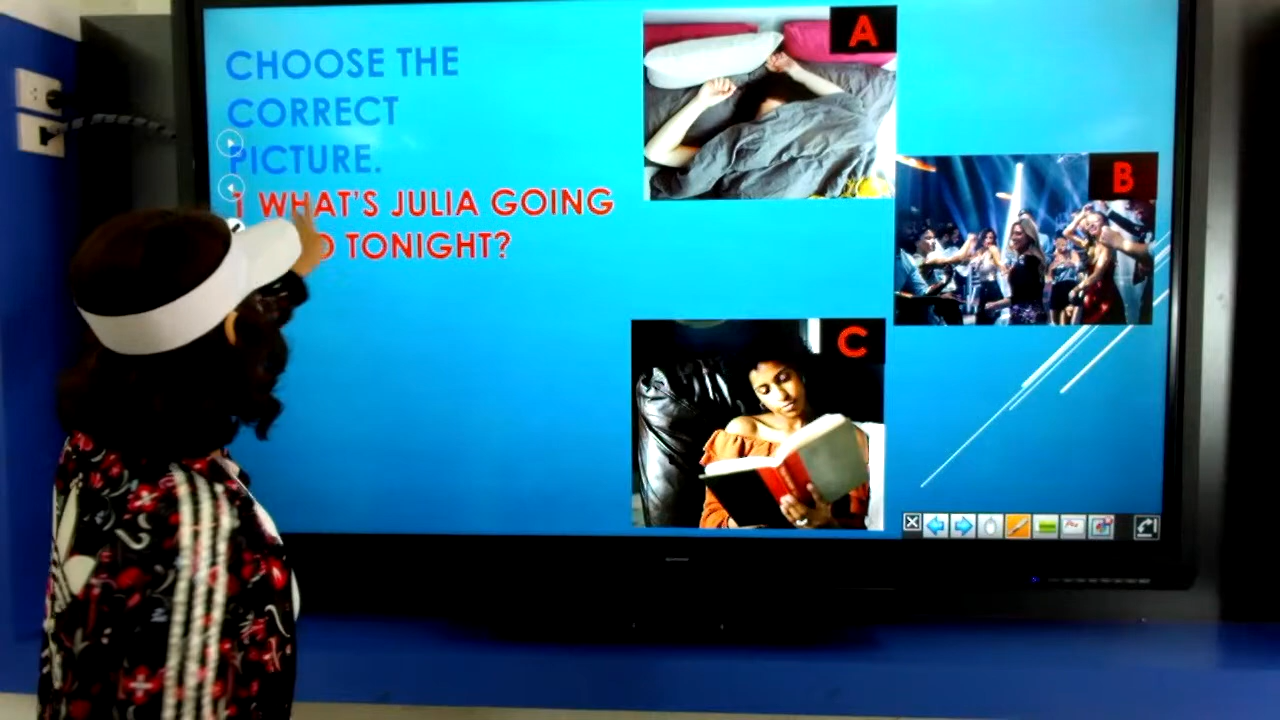 CHOOSE THE
CORRECT
PICTURE.
1 WHAT'S JULIA GOING
TONIGHT?
A
B
C